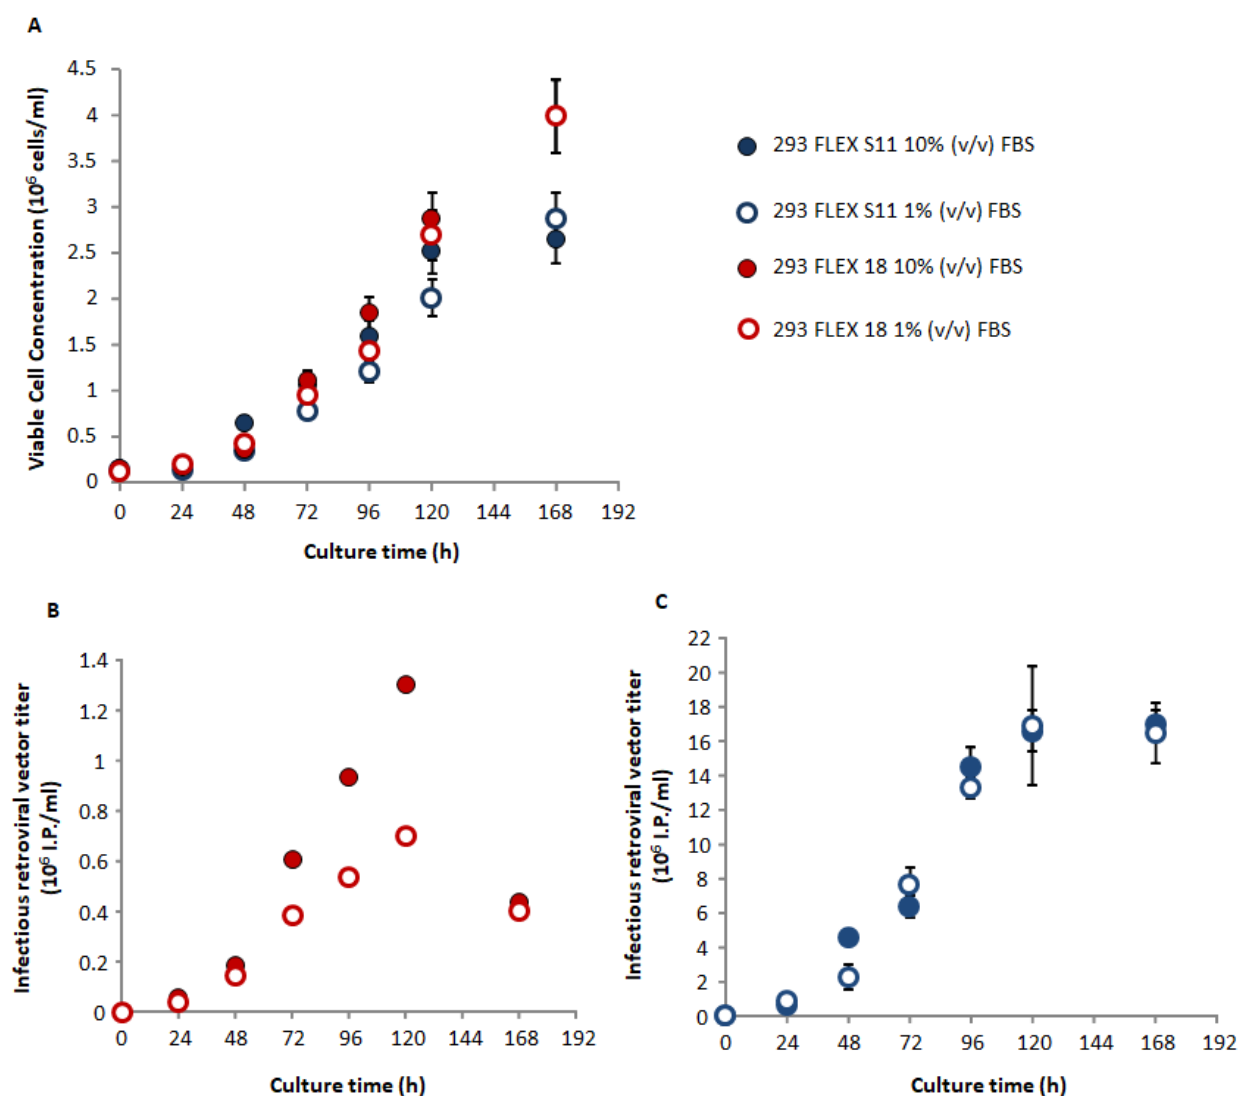 A
Viable Cell Concentration (10⁶ cells/ml)
4.5
4
3.5
3
2.5
2
1.5
1
0.5
0
0 24 48 72 96 120 144 168 192
Culture time (h)
293 FLEX S11 10% (v/v) FBS
293 FLEX S11 1% (v/v) FBS
293 FLEX 18 10% (v/v) FBS
293 FLEX 18 1% (v/v) FBS
B
Infectious retroviral vector titer
(10⁶ I.P./ml)
1.4
1.2
1
0.8
0.6
0.4
0.2
0
0 24 48 72 96 120 144 168 192
Culture time (h)
C
Infectious retroviral vector titer
(10⁶ I.P./ml)
22
20
18
16
14
12
10
8
6
4
2
0
0 24 48 72 96 120 144 168 192
Culture time (h)